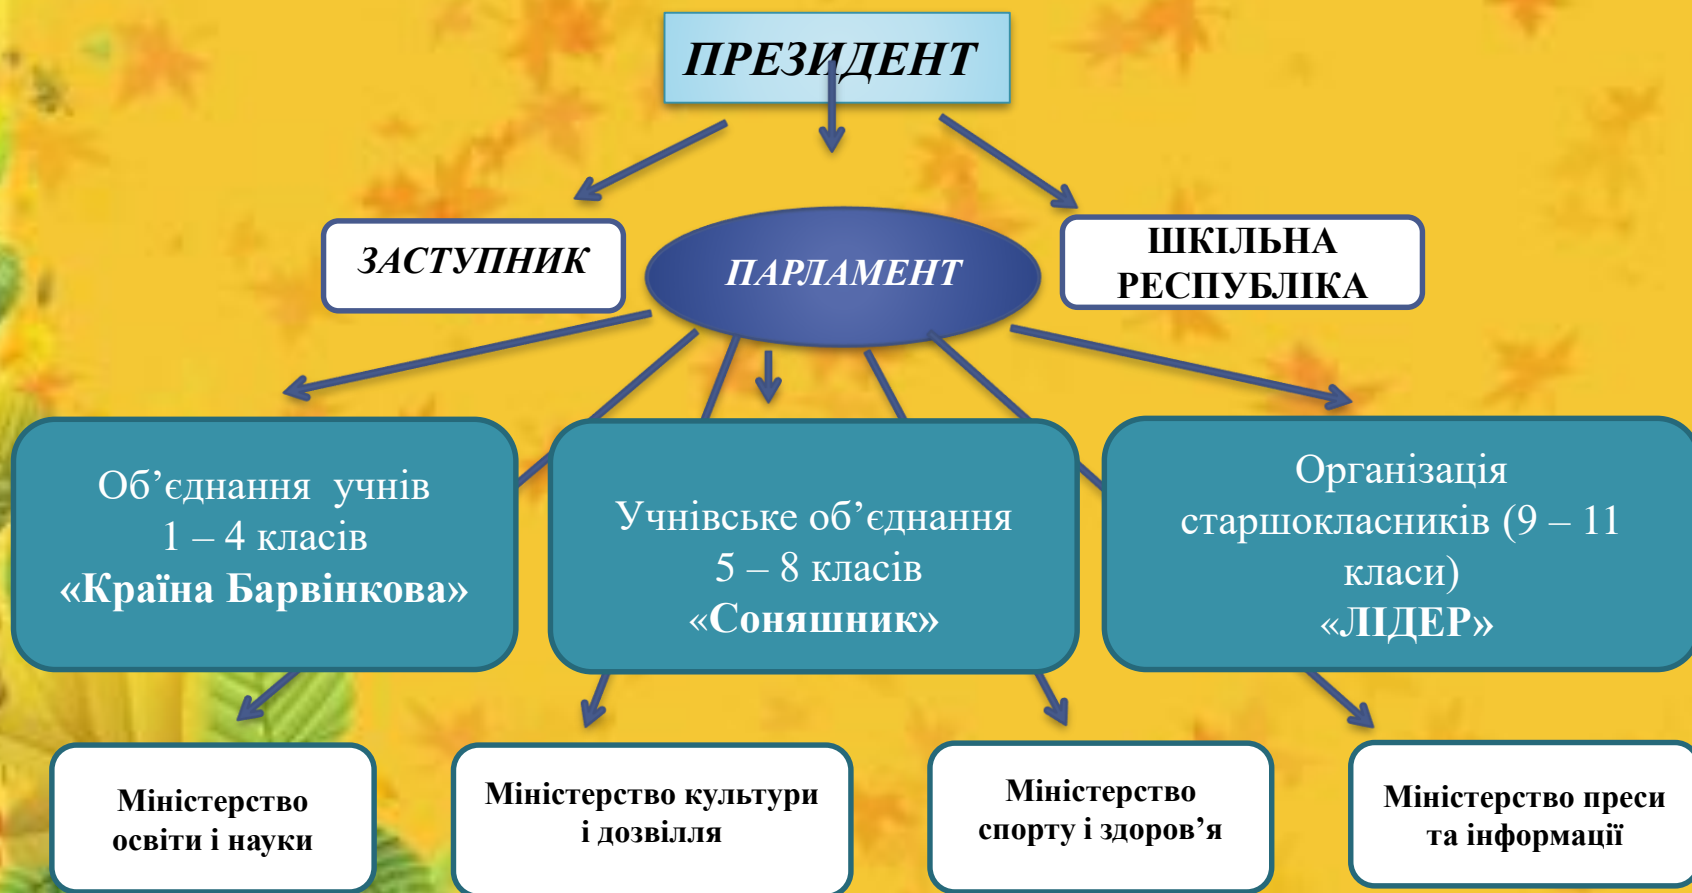 ПРЕЗИДЕНТ
ЗАСТУПНИК
ПАРЛАМЕНТ
ШКІЛЬНА
РЕСПУБЛІКА
Об’єднання учнів
1 – 4 класів
«Країна Барвінкова»
Учнівське об’єднання
5 – 8 класів
«Соняшник»
Організація
старшокласників (9 – 11
класи)
«ЛІДЕР»
Міністерство
освіти і науки
Міністерство культури
і дозвілля
Міністерство
спорту і здоров’я
Міністерство преси
та інформації